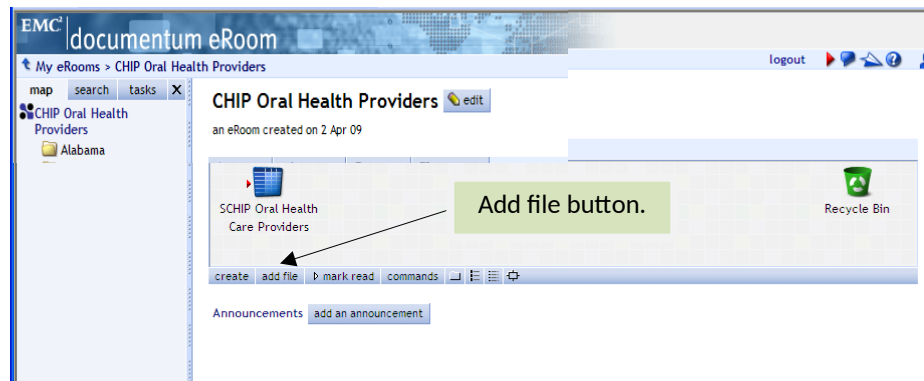 EMC² documentum eRoom
My eRooms > CHIP Oral Health Providers
logout
map search tasks X
CHIP Oral Health
Providers
Alabama
CHIP Oral Health Providers edit
an eRoom created on 2 Apr 09
SCHIP Oral Health
Care Providers
Add file button.
Recycle Bin
create add file mark read commands
Announcements add an announcement